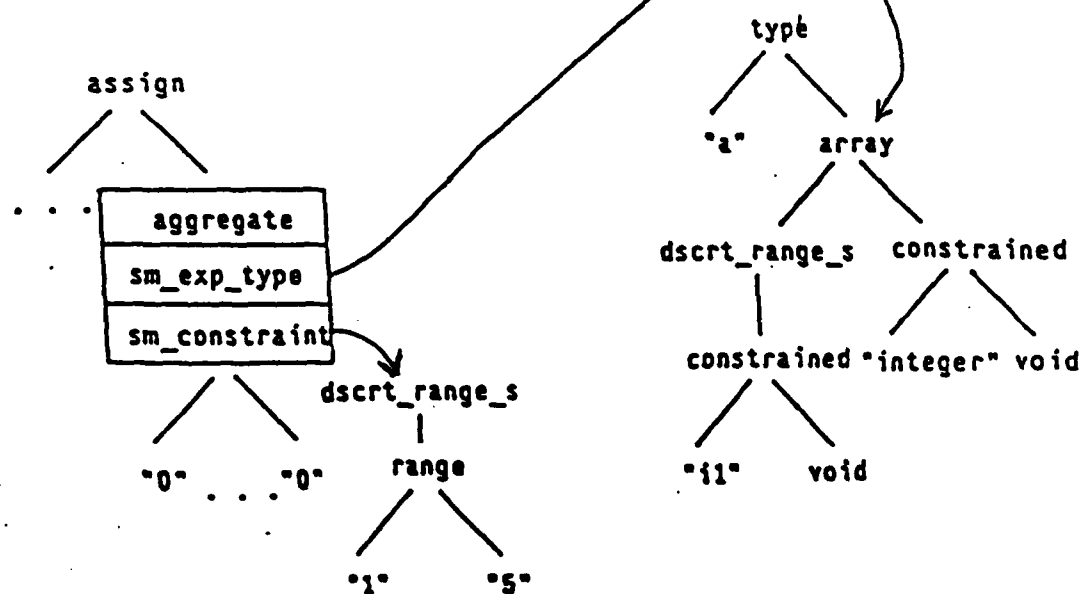 type
assign
"a"
array
. . .
aggregate
dscrt_range_s
constrained
sm_exp_type
sm_constraint
constrained
"integer"
void
dscrt_range_s
"0" . . . "0"
range
"i1"
void
"1"
"5"